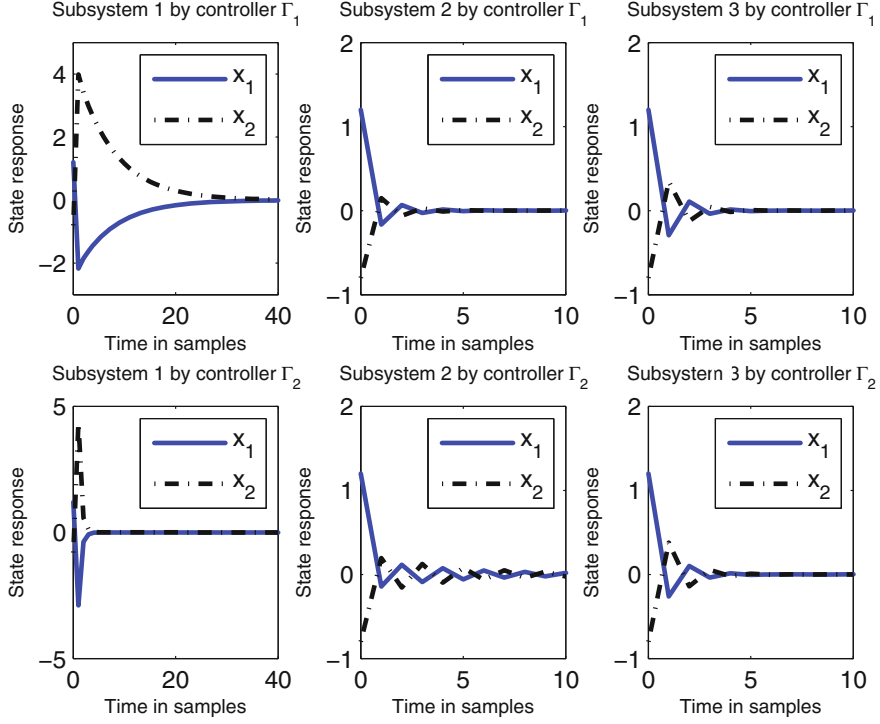 Subsystem 1 by controller Γ1
4
2
0
−2
0
20
40
State response
Time in samples
x1
x2
Subsystem 2 by controller Γ1
2
1
0
−1
0
5
10
State response
Time in samples
x1
x2
Subsystem 3 by controller Γ1
2
1
0
−1
0
5
10
State response
Time in samples
x1
x2
Subsystem 1 by controller Γ2
5
0
−5
0
20
40
State response
Time in samples
x1
x2
Subsystem 2 by controller Γ2
2
1
0
−1
0
5
10
State response
Time in samples
x1
x2
Subsystem 3 by controller Γ2
2
1
0
−1
0
5
10
State response
Time in samples
x1
x2